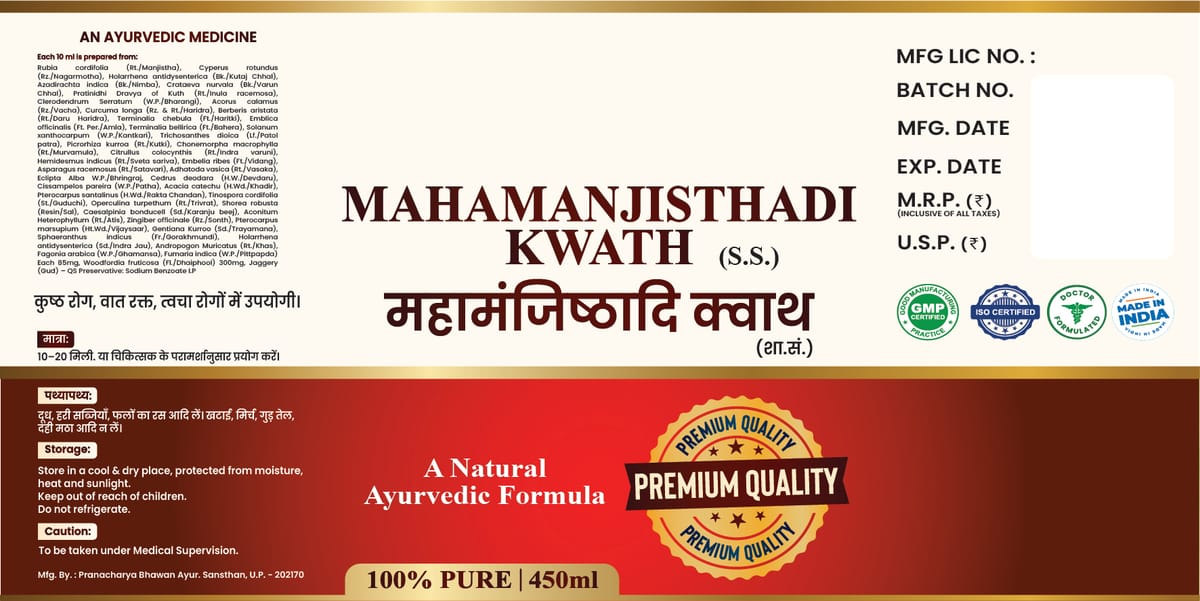 AN AYURVEDIC MEDICINE
Each 10 ml is prepared from:
Rubia cordifolia (Rt./Manjistha), Cyperus rotundus
(Rz./Nagarmotha), Holarrhena antidysenterica (Bk./Kutaj Chhal),
Azadirachta indica (Bk./Nimba), Crataeva nurvala (Bk./Varun
Chhal), Pratinidhi Dravya of Kuth (Rt./Inula racemosa),
Clerodendrum Serratum (W.P./Bharangi), Acorus calamus
(Rz./Vacha), Curcuma longa (Rz. & Rt./Haridra), Berberis aristata
(Rt./Daru Haridra), Terminalia chebula (Ft./Haritki), Emblica
officinalis (Ft. Per./Amla), Terminalia bellirica (Ft./Bahera), Solanum
xanthocarpum (W.P./Kantkari), Trichosanthes dioica (Lf./Patol
patra), Picrorhiza kurroa (Rt./Kutki), Chonemorpha macrophylla
(Rt./Murvamula), Citrullus colocynthis (Rt./Indra varuni),
Hemidesmus indicus (Rt./Sveta sariva), Embelia ribes (Ft./Vidang),
Asparagus racemosus (Rt./Satavari), Adhatoda vasica (Rt./Vasaka),
Eclipta Alba W.P./Bhringraj, Cedrus deodara (H.W./Devdaru),
Cissampelos pareira (W.P./Patha), Acacia catechu (H.Wd./Khadir),
Pterocarpus santalinus (H.Wd./Rakta Chandan), Tinospora cordifolia
(St./Guduchi), Operculina turpethum (Rt./Trivrat), Shorea robusta
(Resin/Sal), Caesalpinia bonducell (Sd./Karanju beej), Aconitum
Heterophyllum (Rt./Atis), Zingiber officinale (Rz./Sonth), Pterocarpus
marsupium (Ht.Wd./Vijaysaar), Gentiana Kurroo (Sd./Trayamana),
Sphaeranthus indicus (Fr./Gorakhmundi), Holarrhena
antidysenterica (Sd./Indra Jau), Andropogon Muricatus (Rt./Khas),
Fagonia arabica (W.P./Ghamansa), Fumaria indica (W.P./Pittpapda)
Each 85mg, Woodfordia fruticosa (Fl./Dhaiphool) 300mg, Jaggery
(Gud) – QS Preservative: Sodium Benzoate I.P
कुष्ठ रोग, वात रक्त, त्वचा रोगों में उपयोगी।
मात्रा:
10-20 मिली. या चिकित्सक के परामर्शानुसार प्रयोग करें।
पथ्यापथ्य:
दूध, हरी सब्जियाँ, फलों का रस आदि लें। खटाई, मिर्च, गुड़ तेल,
दही मठा आदि न लें।
Storage:
Store in a cool & dry place, protected from moisture,
heat and sunlight.
Keep out of reach of children.
Do not refrigerate.
Caution:
To be taken under Medical Supervision.
Mfg. By. : Pranacharya Bhawan Ayur. Sansthan, U.P. - 202170
MAHAMANJISTHADI
KWATH (S.S.)
महामंजिष्ठादि क्वाथ
(शा.सं.)
A Natural
Ayurvedic Formula
PREMIUM QUALITY
PREMIUM QUALITY
PREMIUM QUALITY
100% PURE | 450ml
MFG LIC NO. :
BATCH NO.
MFG. DATE
EXP. DATE
M.R.P. (₹)
(INCLUSIVE OF ALL TAXES)
U.S.P. (₹)
GOOD MANUFACTURING
GMP
CERTIFIED
PRACTICE
ISO CERTIFIED
DOCTOR
FORMULATED
MADE IN INDIA
MADE IN
INDIA